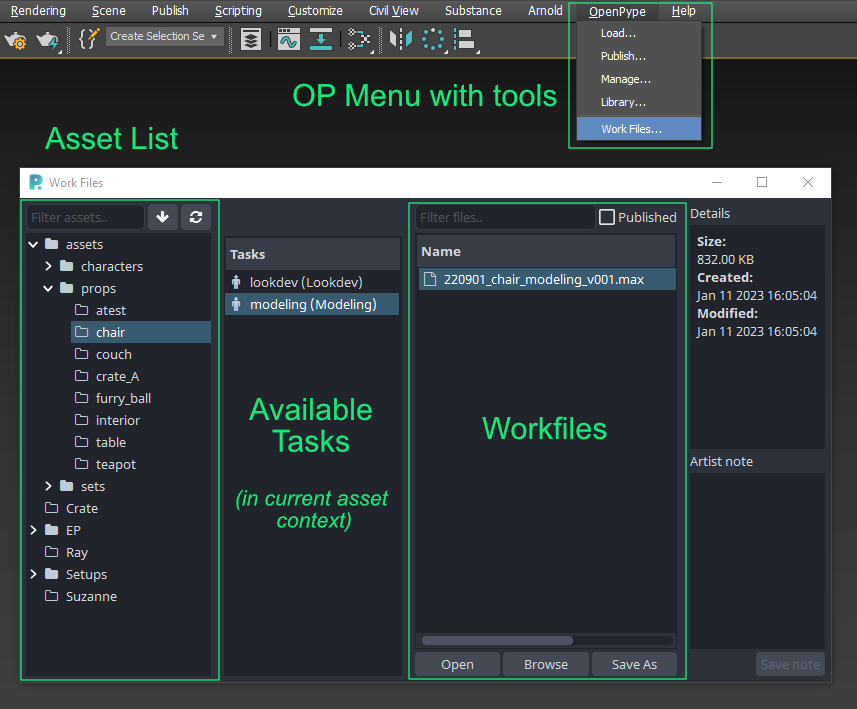 Rendering Scene Publish Scripting Customize Civil View Substance Arnold OpenPype Help
Create Selection Se
Load...
Publish...
Manage...
Library...
Work Files...
OP Menu with tools
Asset List
Work Files
Filter assets..
assets
characters
props
atest
chair
couch
crate_A
furry_ball
interior
table
teapot
sets
Crate
EP
Ray
Setups
Suzanne
Tasks
lookdev (Lookdev)
modeling (Modeling)
Available
Tasks
(in current asset
context)
Filter files.. Published
Name
220901_chair_modeling_v001.max
Workfiles
Open Browse Save As
Details
Size:
832.00 KB
Created:
Jan 11 2023 16:05:04
Modified:
Jan 11 2023 16:05:04
Artist note
Save note